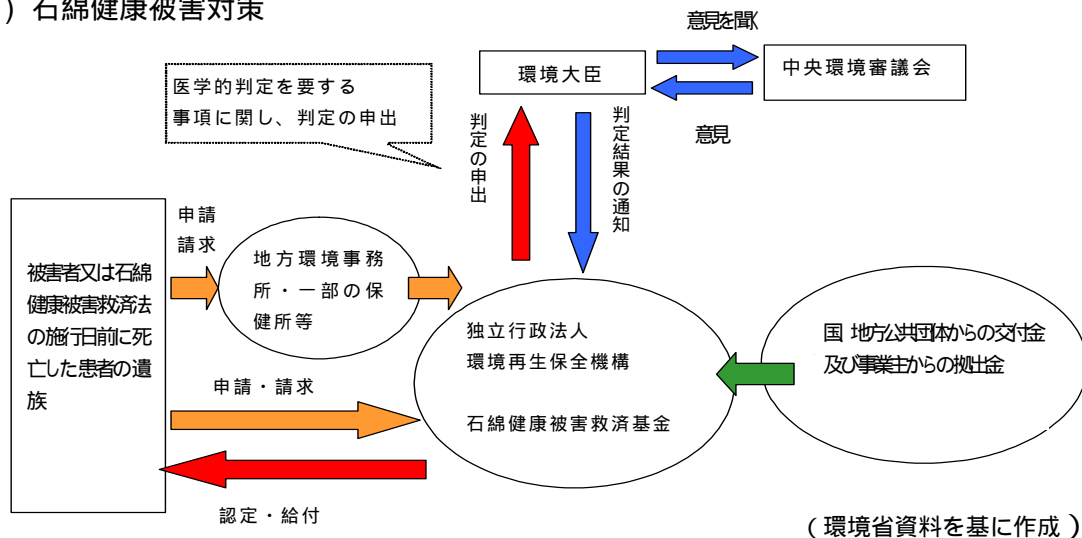 ) 石綿健康被害対策
意見を聞く
環境大臣
中央環境審議会
医学的判定を要する
事項に関し、判定の申出
判定の申出
判定結果の通知
意見
申請
請求
地方環境事務
所・一部の保
健所等
被害者又は石綿
健康被害救済法
の施行日前に死
亡した患者の遺
族
独立行政法人
環境再生保全機構
石綿健康被害救済基金
国 地方公共団体からの交付金
及び事業主からの拠出金
申請・請求
認定・給付
(環境省資料を基に作成)